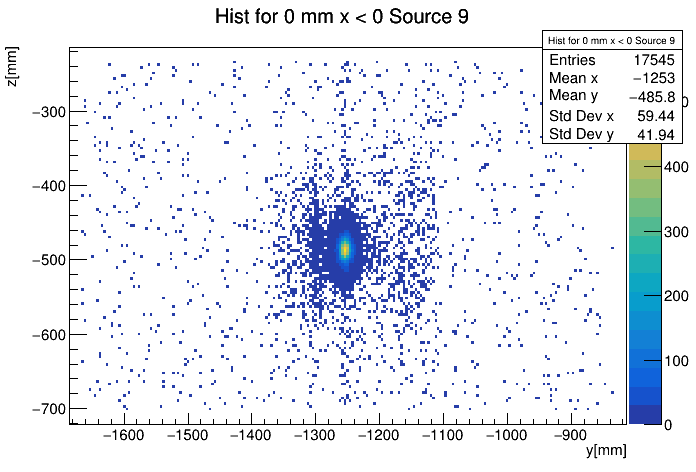 Hist for 0 mm x < 0 Source 9
z[mm]
Hist for 0 mm x < 0 Source 9
Entries 17545
Mean x −1253
Mean y −485.8
Std Dev x 59.44
Std Dev y 41.94
−300
−400
−500
−600
−700
0
400
300
200
100
0
−1600 −1500 −1400 −1300 −1200 −1100 −1000 −900
y[mm]